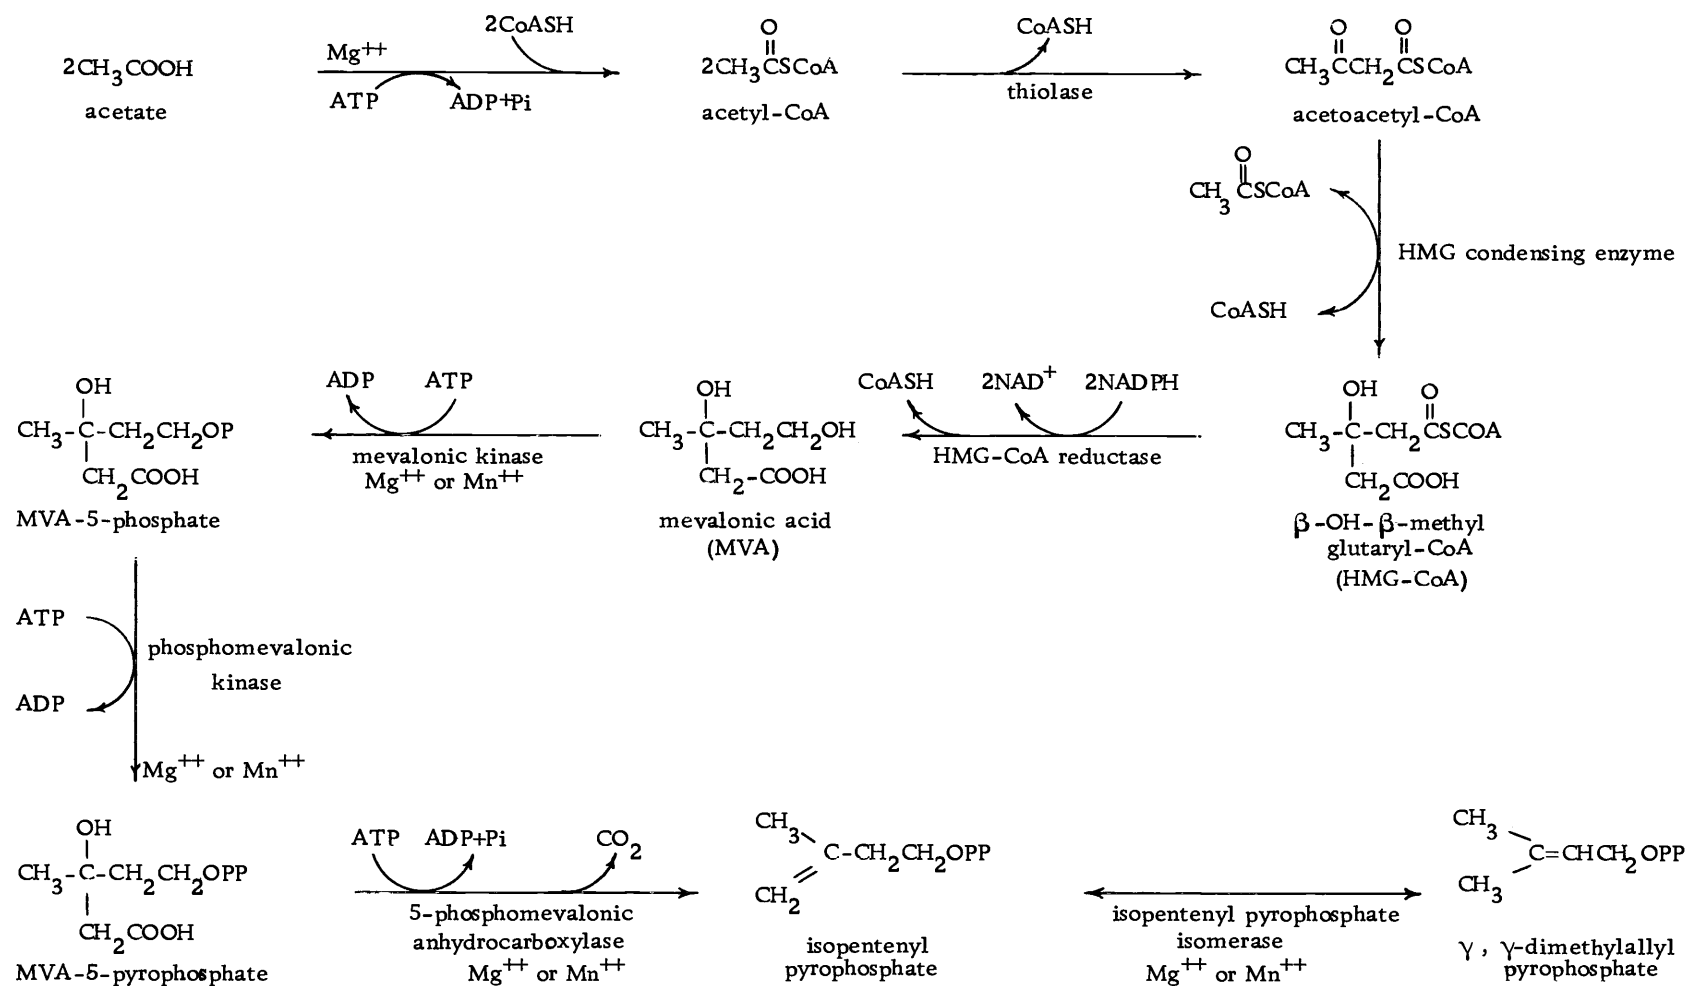 2CH3COOH
acetate
Mg++
2CoASH
ATP
ADP+Pi
O
2CH3CSCoA
acetyl-CoA
CoASH
thiolase
O O
CH3CCH2CSCoA
acetoacetyl-CoA
O
CH3 CSCoA
HMG condensing enzyme
CoASH
OH O
CH3-C-CH2CSCOA
CH2COOH
β-OH-β-methyl
glutaryl-CoA
(HMG-CoA)
CoASH 2NAD+ 2NADPH
HMG-CoA reductase
OH
CH3-C-CH2CH2OH
CH2-COOH
mevalonic acid
(MVA)
ADP ATP
mevalonic kinase
Mg++ or Mn++
OH
CH3-C-CH2CH2OP
CH2COOH
MVA-5-phosphate
ATP
phosphomevalonic
kinase
ADP
Mg++ or Mn++
OH
CH3-C-CH2CH2OPP
CH2COOH
MVA-5-pyrophosphate
ATP ADP+Pi CO2
5-phosphomevalonic
anhydrocarboxylase
Mg++ or Mn++
CH3
C-CH2CH2OPP
CH2
isopentenyl
pyrophosphate
isopentenyl pyrophosphate
isomerase
Mg++ or Mn++
CH3
C=CHCH2OPP
CH3
γ, γ-dimethylallyl
pyrophosphate